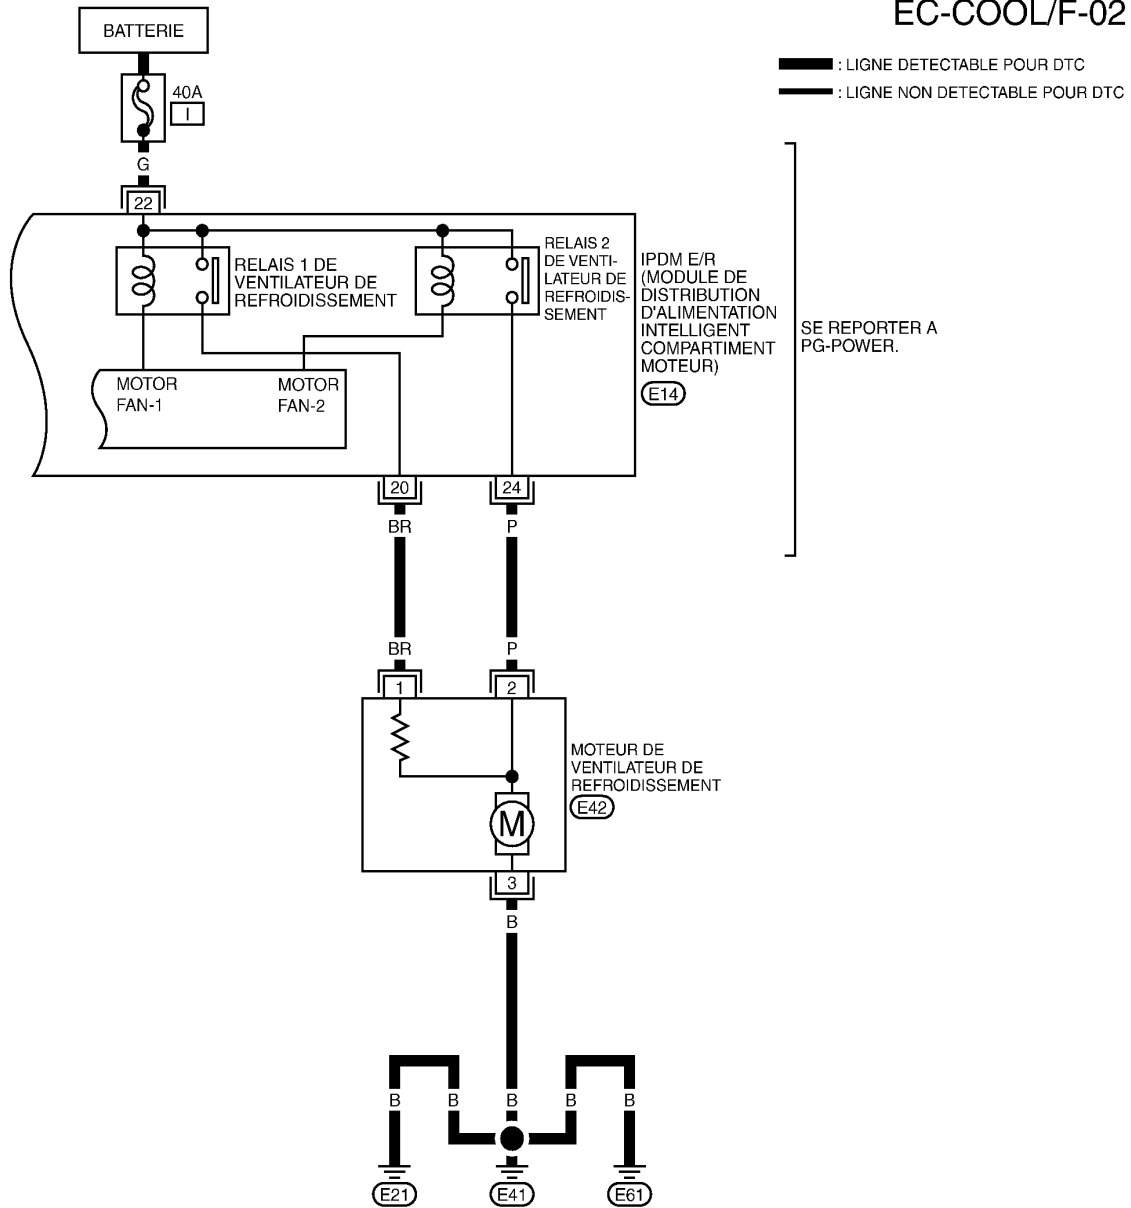 EC-COOL/F-02
BATTERIE
: LIGNE DETECTABLE POUR DTC
: LIGNE NON DETECTABLE POUR DTC
40A
I
G
22
RELAIS 1 DE
VENTILATEUR DE
REFROIDISSEMENT
RELAIS 2
DE VENTI-
LATEUR DE
REFROIDIS-
SEMENT
IPDM E/R
(MODULE DE
DISTRIBUTION
D'ALIMENTATION
INTELLIGENT
COMPARTIMENT
MOTEUR)
E14
SE REPORTER A
PG-POWER.
MOTOR
FAN-1
MOTOR
FAN-2
20
24
BR
P
BR
P
1
2
MOTEUR DE
VENTILATEUR DE
REFROIDISSEMENT
E42
M
3
B
B
B
B
B
B
E21
E41
E61